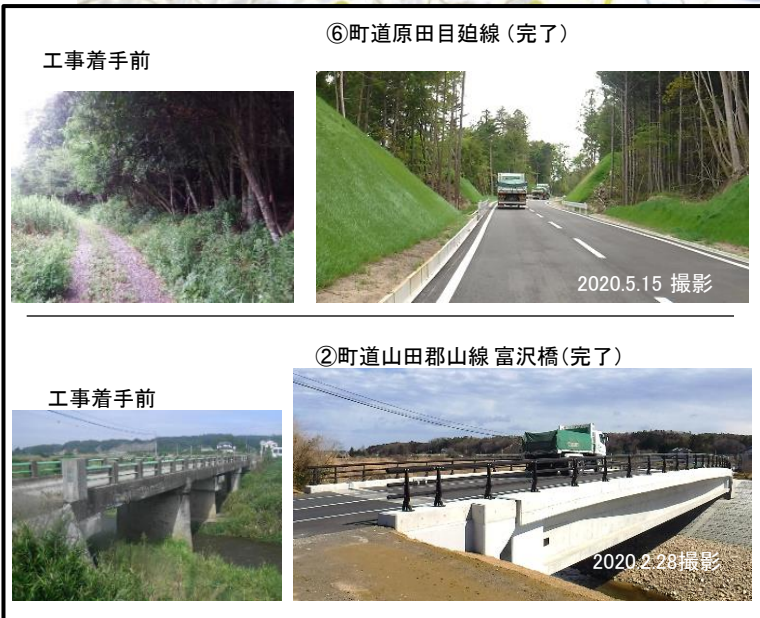 ⑥町道原田目廹線（完了）
工事着手前
2020.5.15 撮影
②町道山田郡山線 富沢橋（完了）
工事着手前
2020.2.28撮影